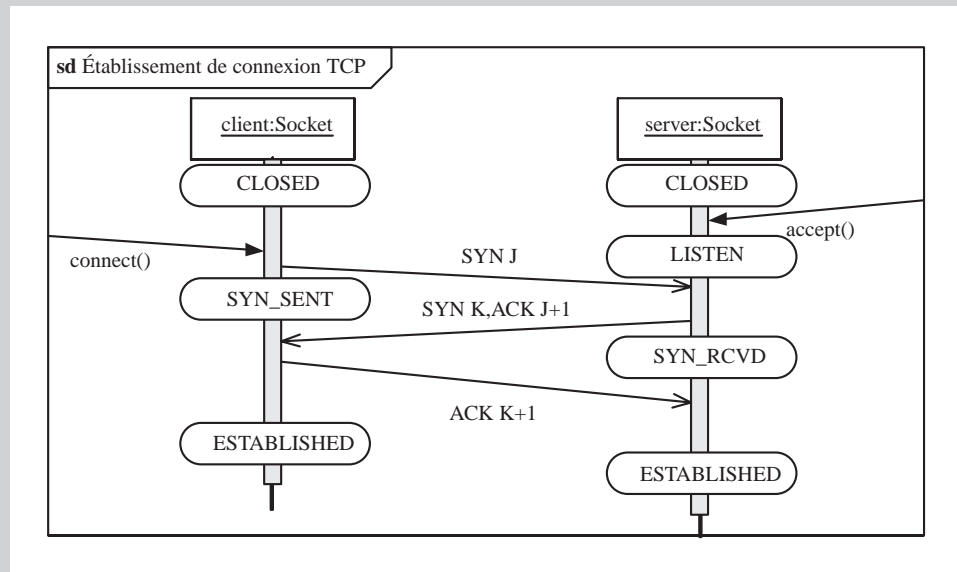 sd Établissement de connexion TCP
client:Socket
server:Socket
CLOSED
CLOSED
accept()
connect()
SYN J
LISTEN
SYN_SENT
SYN K,ACK J+1
SYN_RCVD
ACK K+1
ESTABLISHED
ESTABLISHED